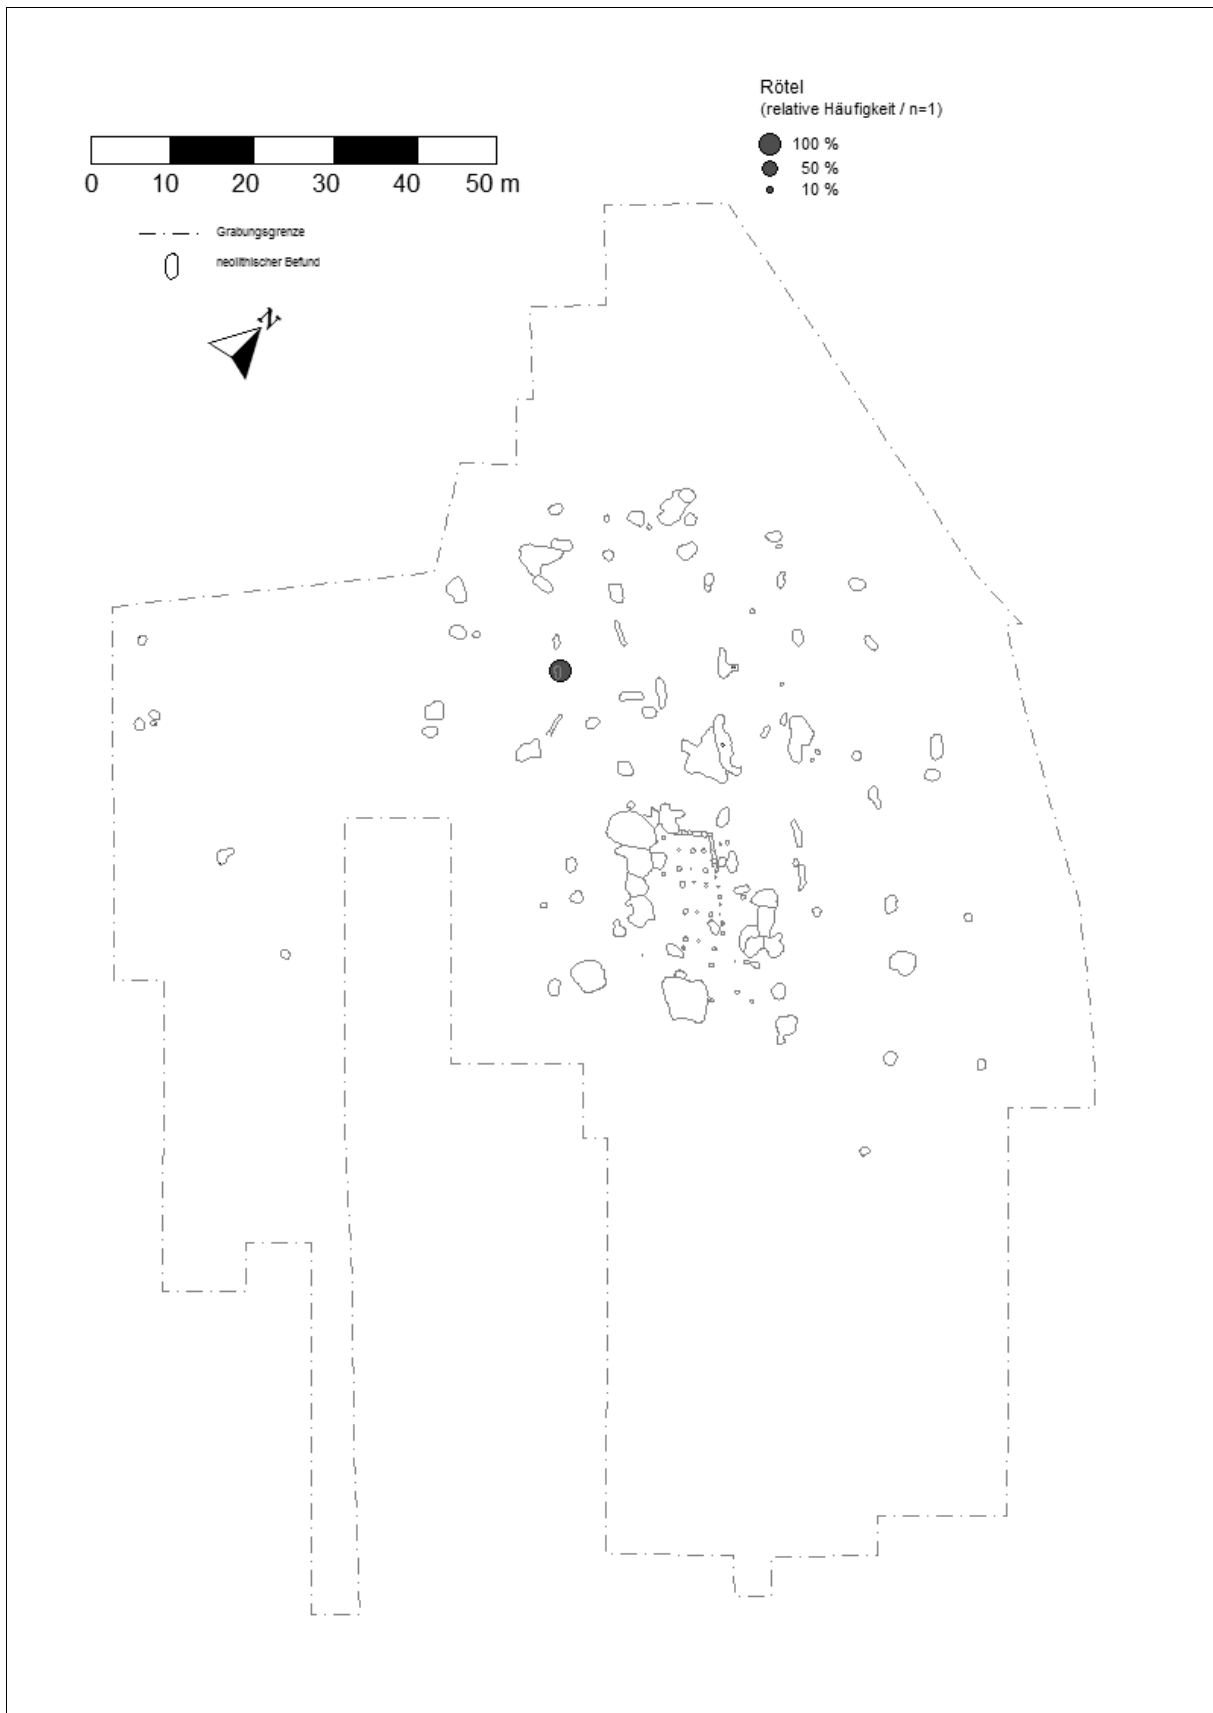 Rötel
(relative Häufigkeit / n=1)
100 %
50 %
10 %
0 10 20 30 40 50 m
Grabungsgrenze
neolithischer Befund
N
1